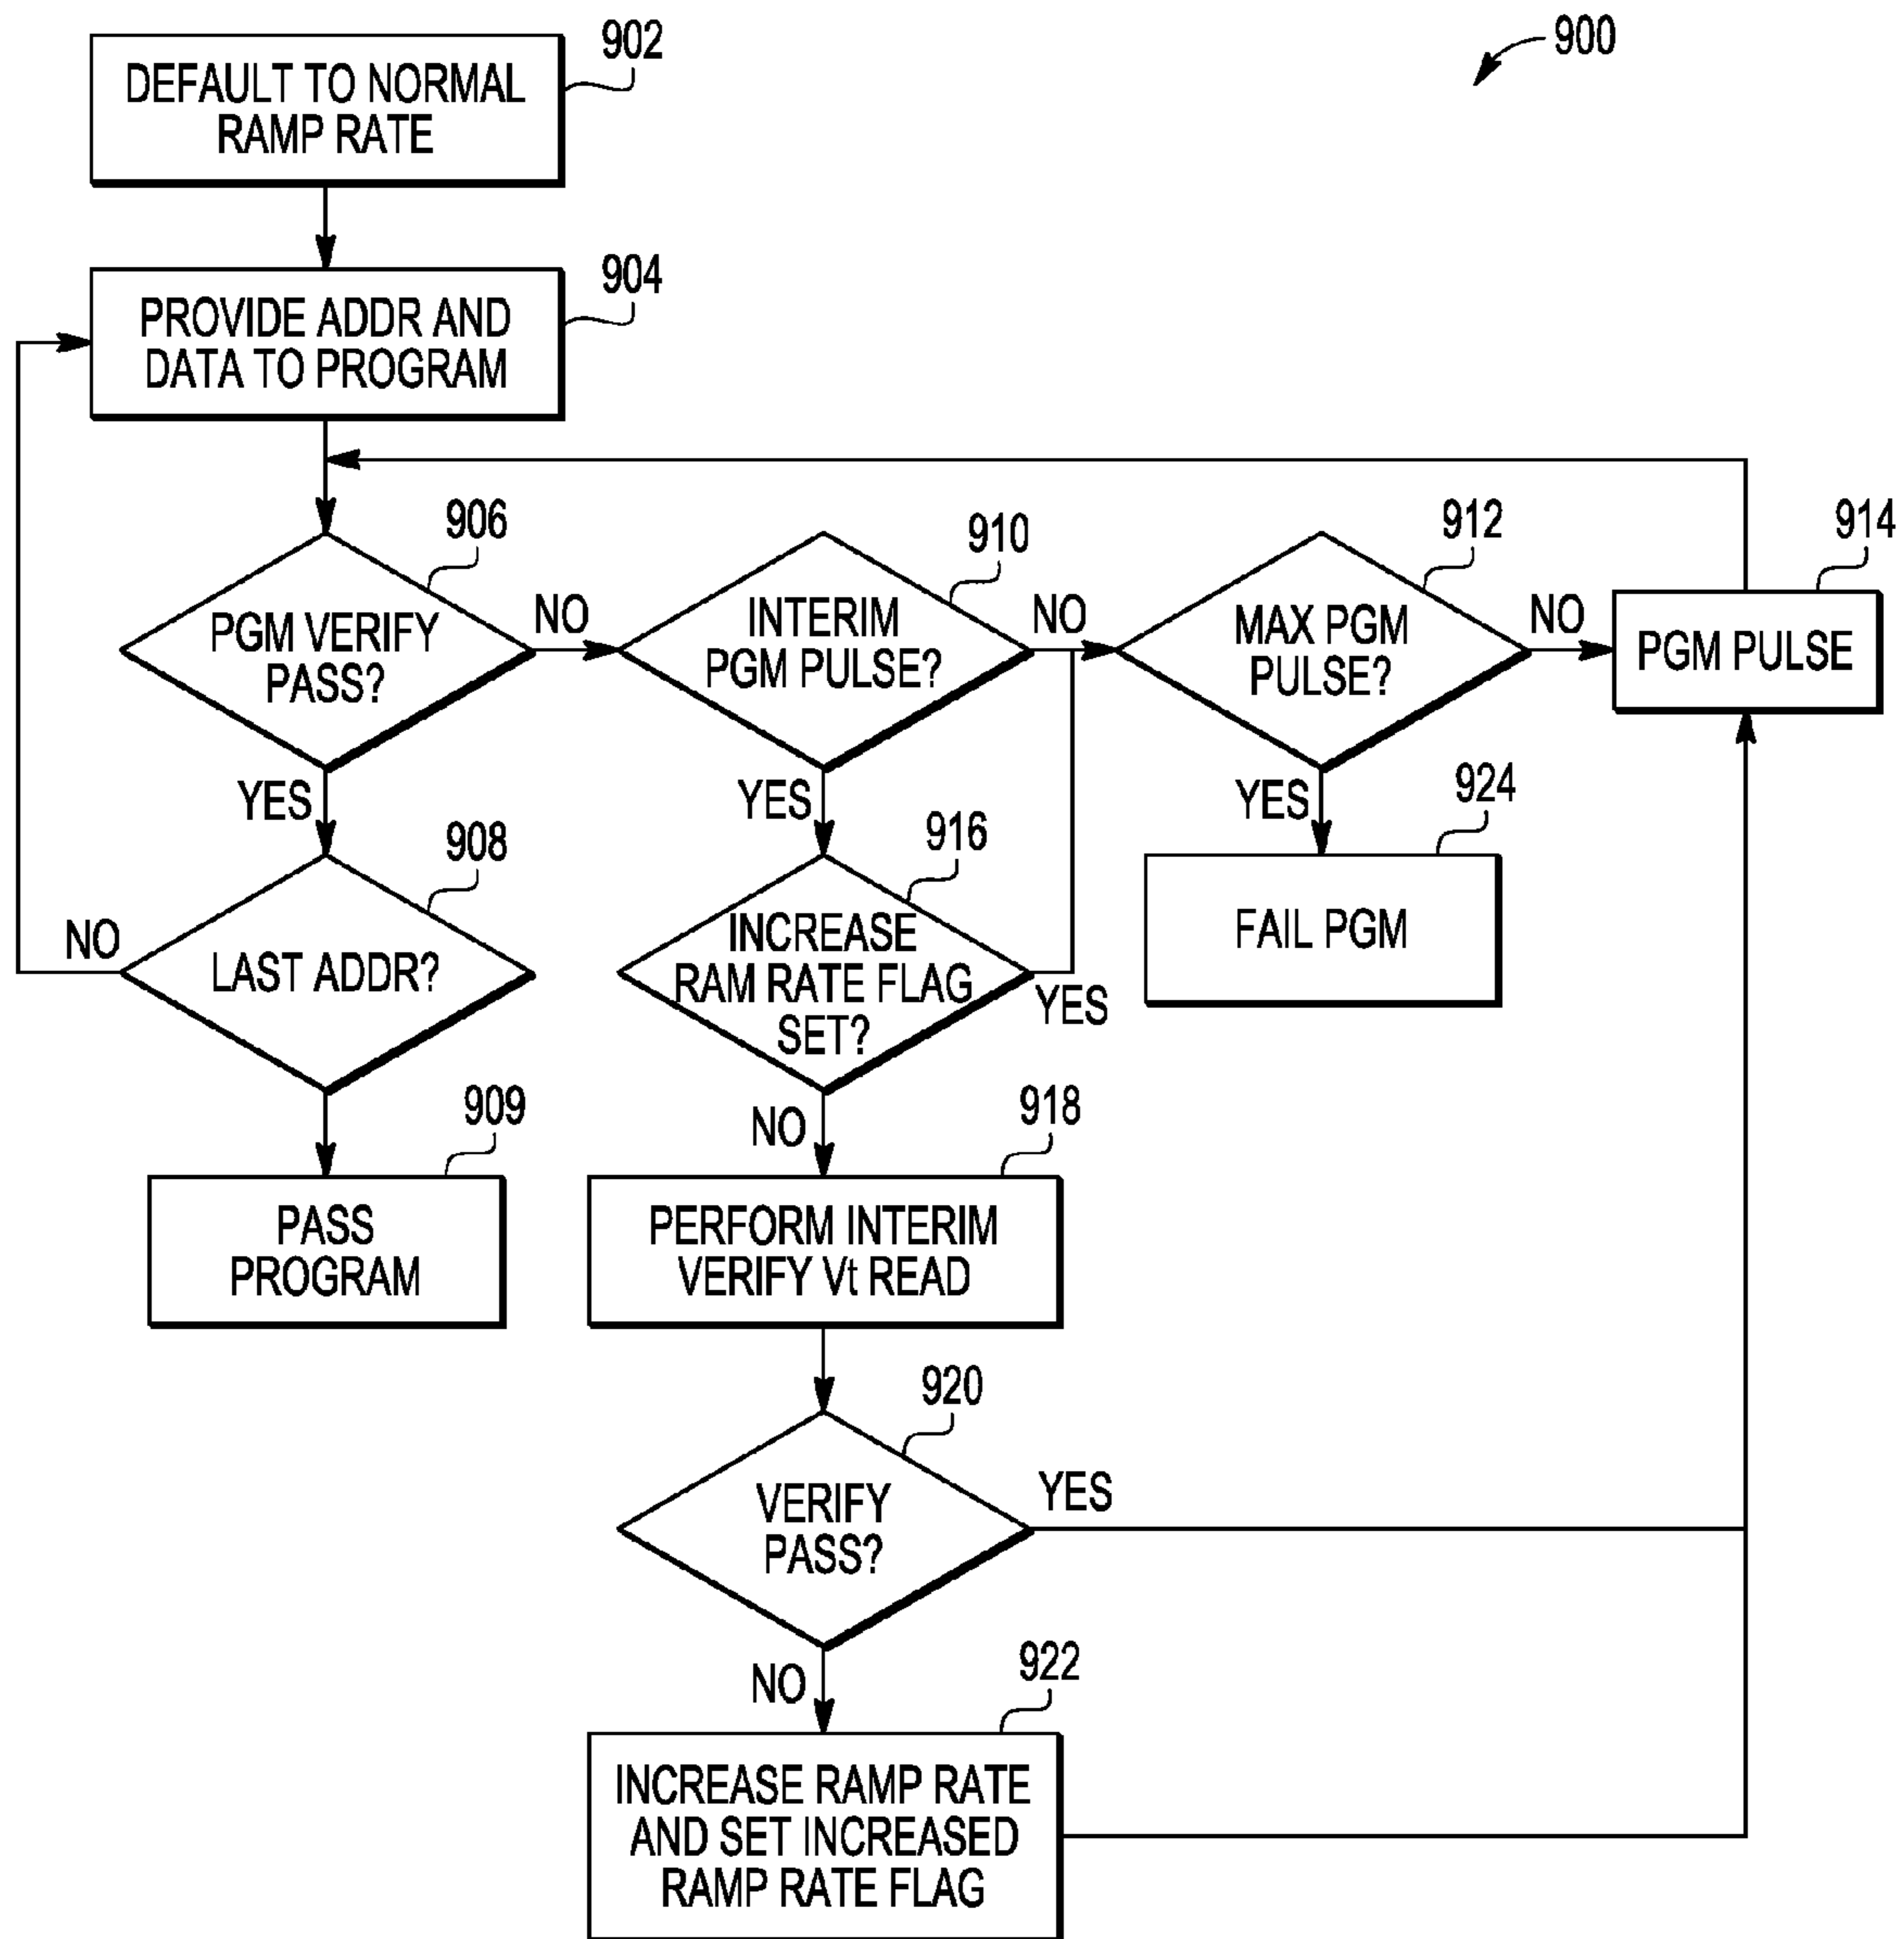 900
902
DEFAULT TO NORMAL
RAMP RATE
904
PROVIDE ADDR AND
DATA TO PROGRAM
906
PGM VERIFY
PASS?
NO
YES
910
INTERIM
PGM PULSE?
NO
YES
912
MAX PGM
PULSE?
NO
YES
914
PGM PULSE
908
LAST ADDR?
NO
916
INCREASE
RAM RATE FLAG
SET?
YES
NO
924
FAIL PGM
909
PASS
PROGRAM
918
PERFORM INTERIM
VERIFY Vt READ
920
VERIFY
PASS?
YES
NO
922
INCREASE RAMP RATE
AND SET INCREASED
RAMP RATE FLAG